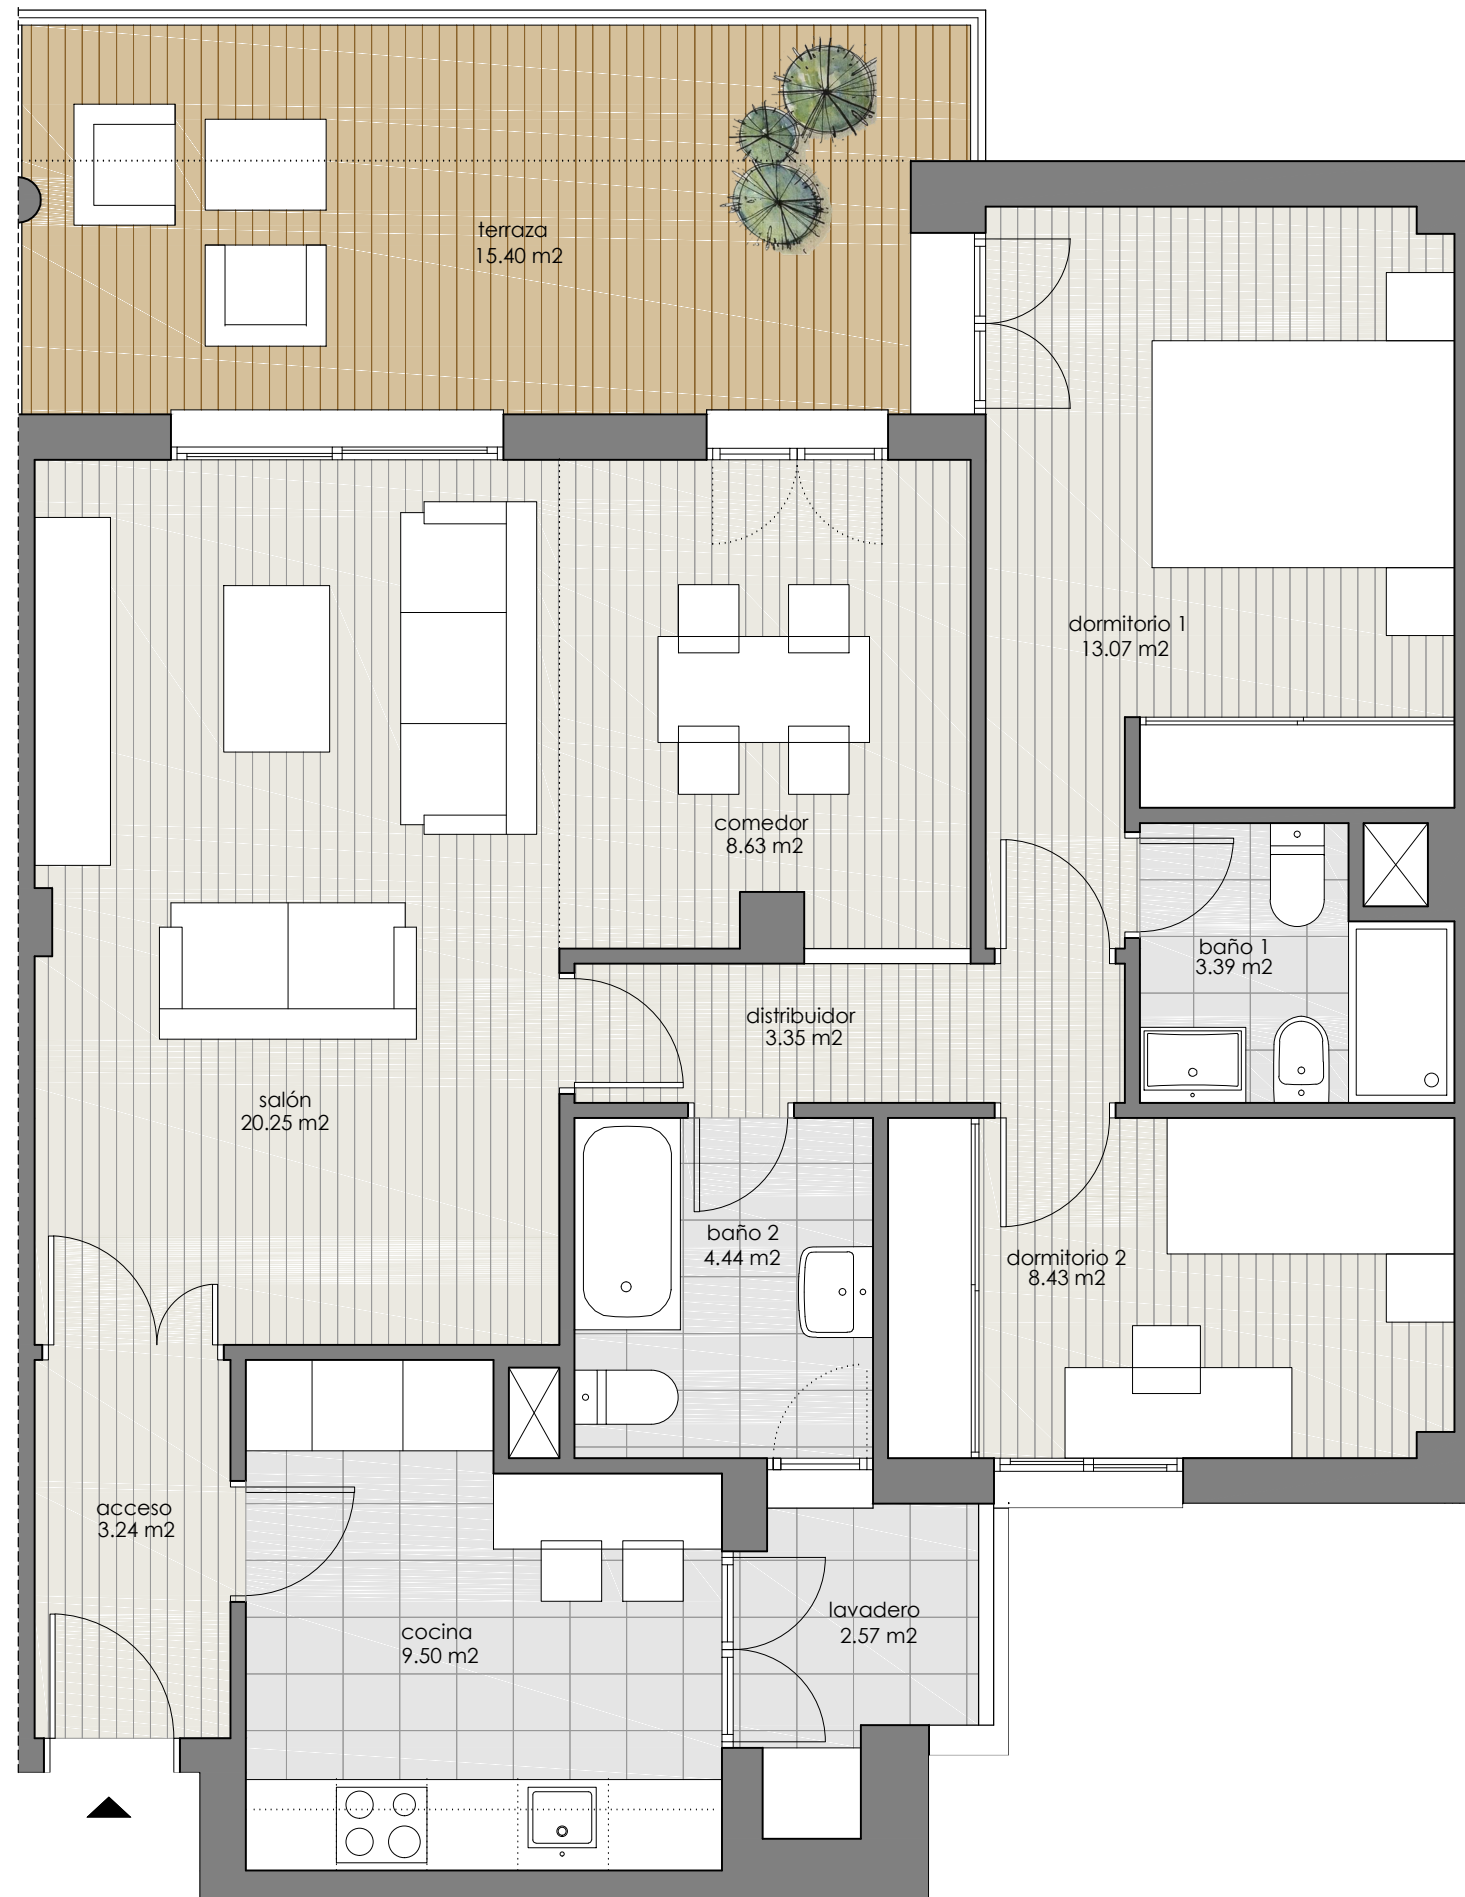 terraza
15.40 m2
dormitorio 1
13.07 m2
comedor
8.63 m2
baño 1
3.39 m2
distribuidor
3.35 m2
salón
20.25 m2
baño 2
4.44 m2
dormitorio 2
8.43 m2
acceso
3.24 m2
cocina
9.50 m2
lavadero
2.57 m2